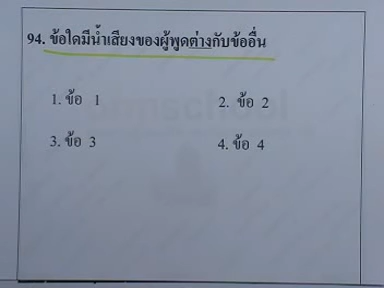 94. ข้อใดมีน้ำเสียงของผู้พูดต่างกับข้ออื่น
1. ข้อ 1
2. ข้อ 2
3. ข้อ 3
4. ข้อ 4